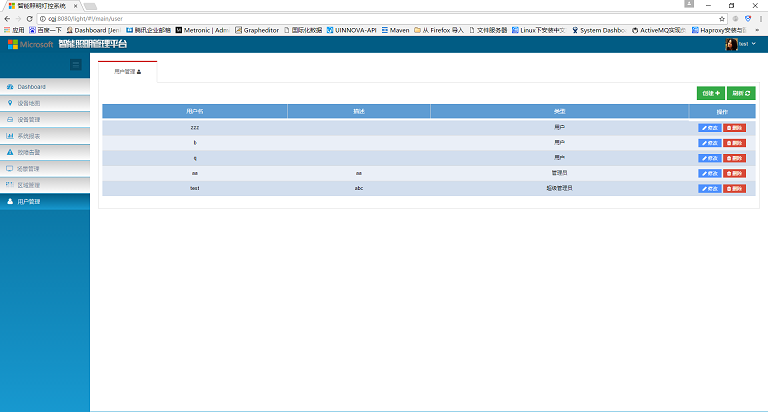 智能照明灯控系统
cgj.8080/light/#!/main/user
应用 百度一下 Dashboard [Jen 腾讯企业邮箱 Metronic | Adm Grapheditor 国际化数据 UINNOVA-API Maven 从 Firefox 导入 文件服务器 Linux下安装中文 System Dashbo ActiveMQ实现步 Haproxy安装与
Microsoft 智能照明管理平台 test
用户管理
创建 刷新
用户名 描述 类型 操作
zzz 用户 修改 删除
b 用户 修改 删除
q 用户 修改 删除
aa aa 管理员 修改 删除
test abc 超级管理员 修改 删除
Dashboard
设备地图
设备管理
系统报表
故障告警
场景管理
区域管理
用户管理